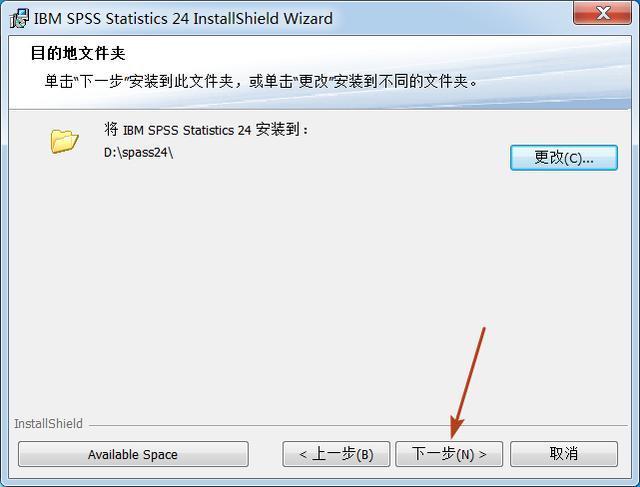 IBM SPSS Statistics 24 InstallShield Wizard
目的地文件夹
单击“下一步”安装到此文件夹，或单击“更改”安装到不同的文件夹。
将 IBM SPSS Statistics 24 安装到：
D:\spass24\
更改(C)...
InstallShield
Available Space
< 上一步(B)
下一步(N) >
取消